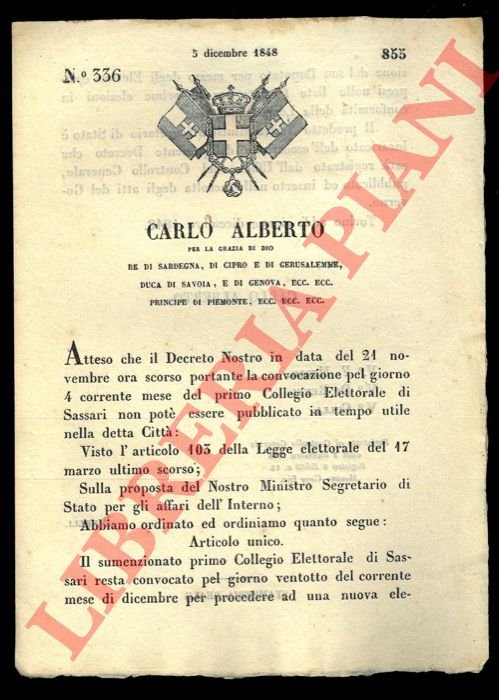 5 dicembre 1848
855
N.º 336
CARLO ALBERTO
PER LA GRAZIA DI DIO
RE DI SARDEGNA, DI CIPRO E DI GERUSALEMME,
DUCA DI SAVOIA, E DI GENOVA, ECC. ECC.
PRINCIPE DI PIEMONTE, ECC. ECC. ECC.
Atteso che il Decreto Nostro in data del 21 no-
vembre ora scorso portante la convocazione pel giorno
4 corrente mese del primo Collegio Elettorale di
Sassari non potè essere pubblicato in tempo utile
nella detta Città:
Visto l'articolo 103 della Legge elettorale del 17
marzo ultimo scorso;
Sulla proposta del Nostro Ministro Segretario di
Stato per gli affari dell'Interno;
Abbiamo ordinato ed ordiniamo quanto segue:
Articolo unico.
Il sumenzionato primo Collegio Elettorale di Sas-
sari resta convocato pel giorno ventotto del corrente
mese di dicembre per procedere ad una nuova ele-
LIBRERIA PIANI